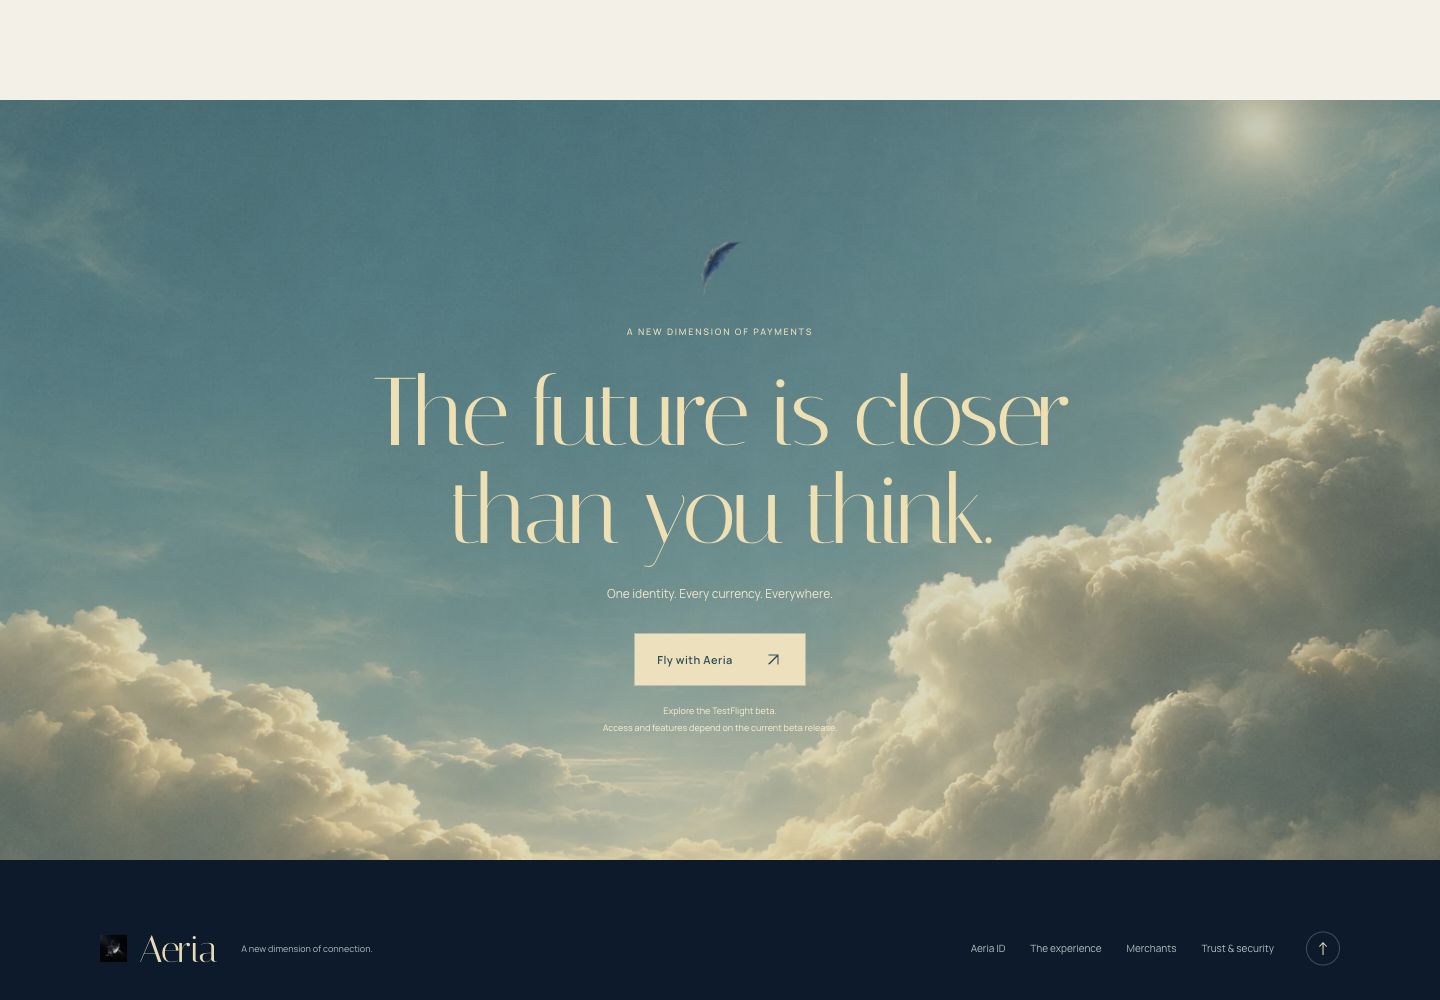 A NEW DIMENSION OF PAYMENTS
The future is closer
than you think.
One identity. Every currency. Everywhere.
Fly with Aeria
Explore the TestFlight beta.
Access and features depend on the current beta release.
Aeria
A new dimension of connection.
Aeria ID
The experience
Merchants
Trust & security